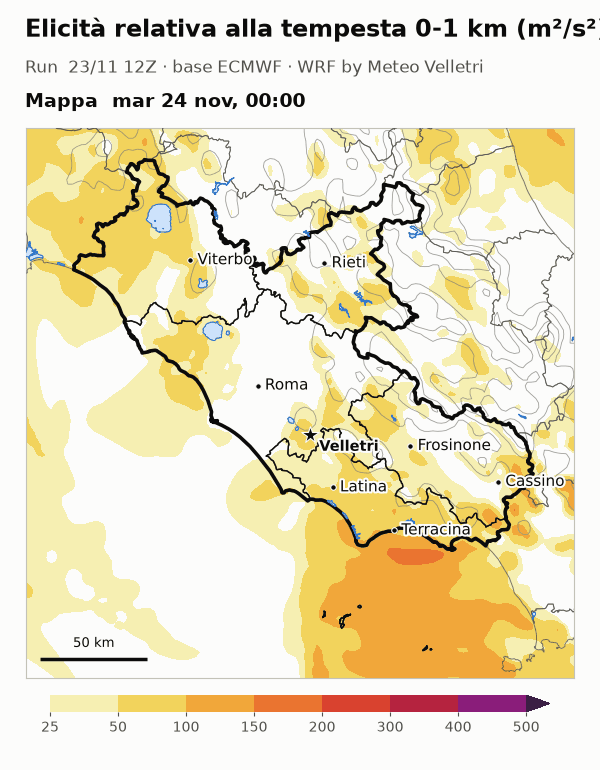 Elicità relativa alla tempesta 0-1 km (m²/s²)
Run  23/11 12Z · base ECMWF · WRF by Meteo Velletri
Mappa  mar 24 nov, 00:00
Viterbo
Rieti
Roma
Velletri
Frosinone
Cassino
Latina
Terracina
50 km
25 50 100 150 200 300 400 500